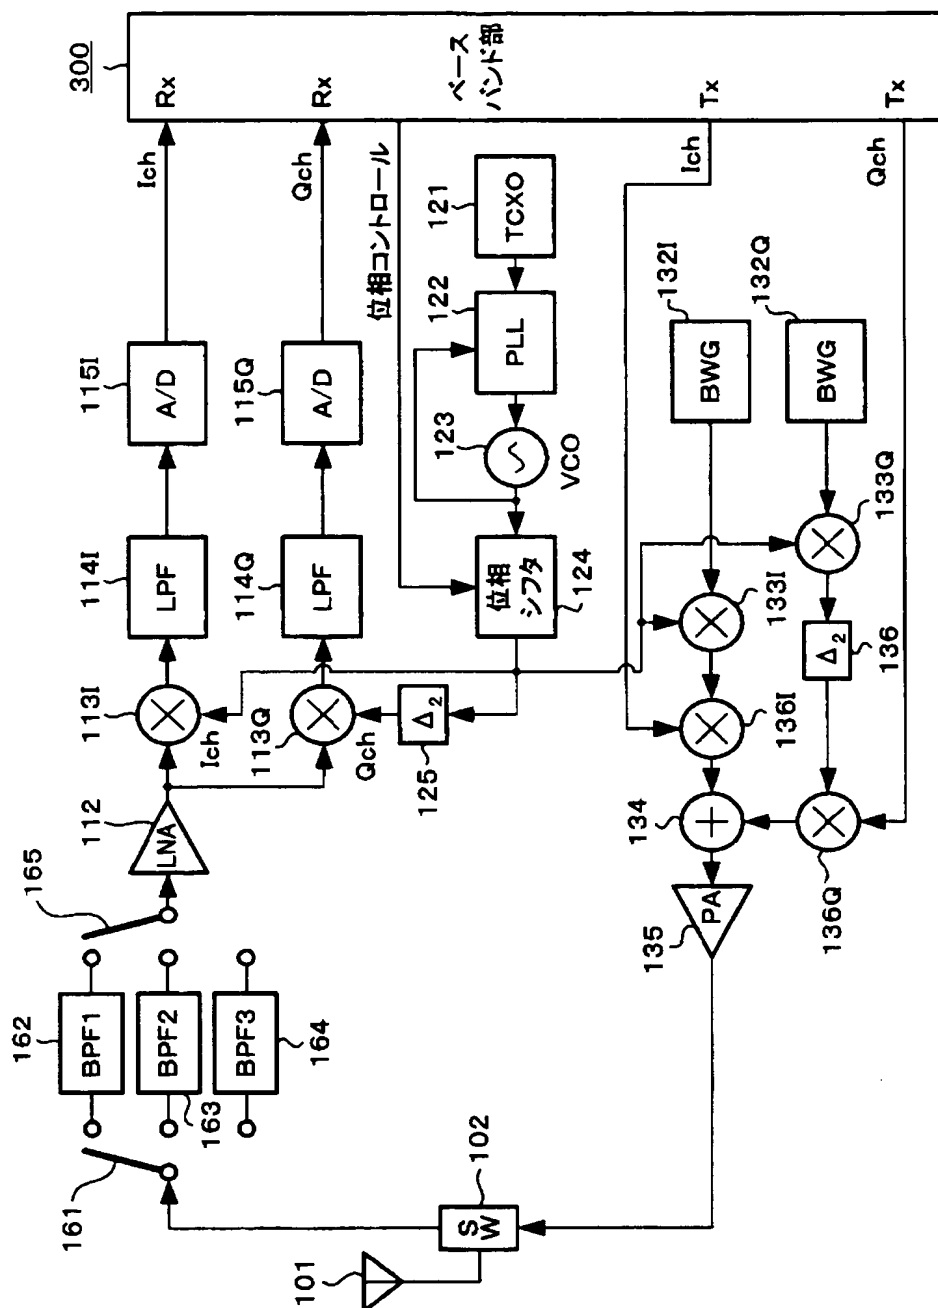 300
ベース
バンド部
Rx
Rx
Tx
Tx
Ich
Qch
Ich
Qch
位相コントロール
101
102
SW
161
162
BPF1
BPF2
163
BPF3
164
165
112
LNA
113I
Ich
114I
LPF
115I
A/D
113Q
Qch
114Q
LPF
115Q
A/D
125
Δ2
121
TCXO
122
PLL
123
VCO
位相
シフタ
124
132I
BWG
132Q
BWG
133I
133Q
136I
Δ2
136
134
136Q
135
PA